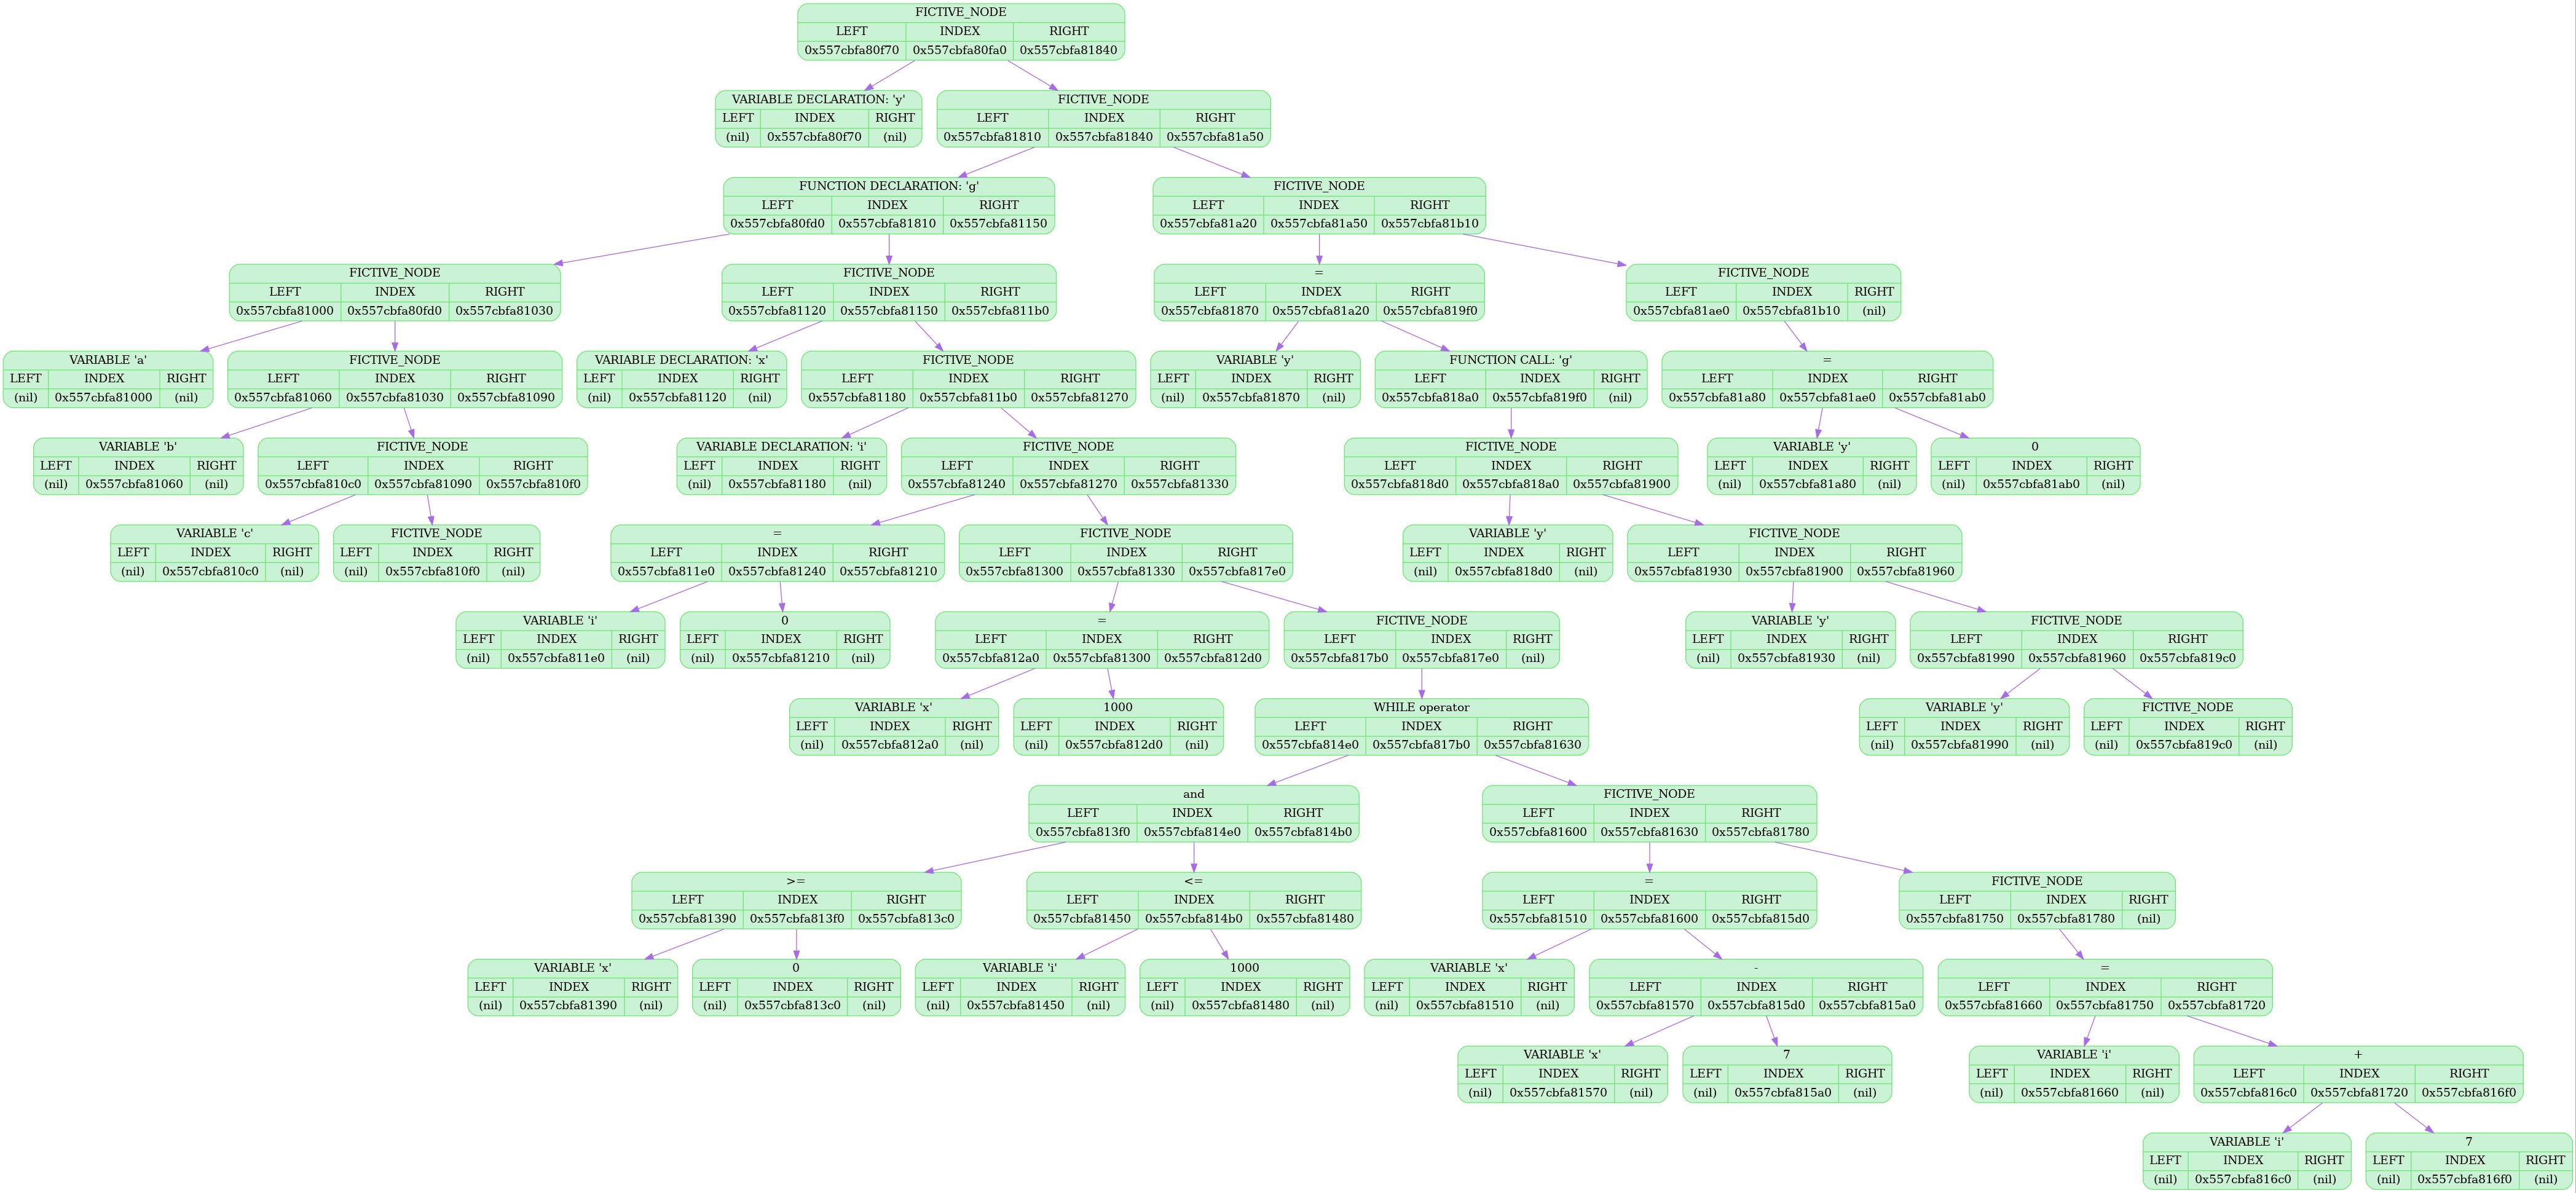 FICTIVE_NODE
LEFT INDEX RIGHT
0x557cbfa80f70 0x557cbfa80fa0 0x557cbfa81840
VARIABLE DECLARATION: 'y' FICTIVE_NODE
LEFT INDEX RIGHT LEFT INDEX RIGHT
(nil) 0x557cbfa80f70 (nil) 0x557cbfa81810 0x557cbfa81840 0x557cbfa81a50
FUNCTION DECLARATION: 'g' FICTIVE_NODE
LEFT INDEX RIGHT LEFT INDEX RIGHT
0x557cbfa80fd0 0x557cbfa81810 0x557cbfa81150 0x557cbfa81a20 0x557cbfa81a50 0x557cbfa81b10
FICTIVE_NODE FICTIVE_NODE = FICTIVE_NODE
LEFT INDEX RIGHT LEFT INDEX RIGHT LEFT INDEX RIGHT LEFT INDEX RIGHT
0x557cbfa81000 0x557cbfa80fd0 0x557cbfa81030 0x557cbfa81120 0x557cbfa81150 0x557cbfa811b0 0x557cbfa81870 0x557cbfa81a20 0x557cbfa819f0 0x557cbfa81ae0 0x557cbfa81b10 (nil)
VARIABLE 'a' FICTIVE_NODE VARIABLE DECLARATION: 'x' FICTIVE_NODE VARIABLE 'y' FUNCTION CALL: 'g' =
LEFT INDEX RIGHT LEFT INDEX RIGHT LEFT INDEX RIGHT LEFT INDEX RIGHT LEFT INDEX RIGHT LEFT INDEX RIGHT LEFT INDEX RIGHT
(nil) 0x557cbfa81000 (nil) 0x557cbfa81060 0x557cbfa81030 0x557cbfa81090 (nil) 0x557cbfa81120 (nil) 0x557cbfa81180 0x557cbfa811b0 0x557cbfa81270 (nil) 0x557cbfa81870 (nil) 0x557cbfa818a0 0x557cbfa819f0 (nil) 0x557cbfa81a80 0x557cbfa81ae0 0x557cbfa81ab0
VARIABLE 'b' FICTIVE_NODE VARIABLE DECLARATION: 'i' FICTIVE_NODE FICTIVE_NODE VARIABLE 'y' 0
LEFT INDEX RIGHT LEFT INDEX RIGHT LEFT INDEX RIGHT LEFT INDEX RIGHT LEFT INDEX RIGHT LEFT INDEX RIGHT LEFT INDEX RIGHT
(nil) 0x557cbfa81060 (nil) 0x557cbfa810c0 0x557cbfa81090 0x557cbfa810f0 (nil) 0x557cbfa81180 (nil) 0x557cbfa81240 0x557cbfa81270 0x557cbfa81330 0x557cbfa818d0 0x557cbfa818a0 0x557cbfa81900 (nil) 0x557cbfa81a80 (nil) (nil) 0x557cbfa81ab0 (nil)
VARIABLE 'c' FICTIVE_NODE = FICTIVE_NODE VARIABLE 'y' FICTIVE_NODE
LEFT INDEX RIGHT LEFT INDEX RIGHT LEFT INDEX RIGHT LEFT INDEX RIGHT LEFT INDEX RIGHT LEFT INDEX RIGHT
(nil) 0x557cbfa810c0 (nil) (nil) 0x557cbfa810f0 (nil) 0x557cbfa811e0 0x557cbfa81240 0x557cbfa81210 0x557cbfa81300 0x557cbfa81330 0x557cbfa817e0 (nil) 0x557cbfa818d0 (nil) 0x557cbfa81930 0x557cbfa81900 0x557cbfa81960
VARIABLE 'i' 0 = FICTIVE_NODE VARIABLE 'y' FICTIVE_NODE
LEFT INDEX RIGHT LEFT INDEX RIGHT LEFT INDEX RIGHT LEFT INDEX RIGHT LEFT INDEX RIGHT LEFT INDEX RIGHT
(nil) 0x557cbfa811e0 (nil) (nil) 0x557cbfa81210 (nil) 0x557cbfa812a0 0x557cbfa81300 0x557cbfa812d0 0x557cbfa817b0 0x557cbfa817e0 (nil) (nil) 0x557cbfa81930 (nil) 0x557cbfa81990 0x557cbfa81960 0x557cbfa819c0
VARIABLE 'x' 1000 WHILE operator VARIABLE 'y' FICTIVE_NODE
LEFT INDEX RIGHT LEFT INDEX RIGHT LEFT INDEX RIGHT LEFT INDEX RIGHT LEFT INDEX RIGHT
(nil) 0x557cbfa812a0 (nil) (nil) 0x557cbfa812d0 (nil) 0x557cbfa814e0 0x557cbfa817b0 0x557cbfa81630 (nil) 0x557cbfa81990 (nil) (nil) 0x557cbfa819c0 (nil)
and FICTIVE_NODE
LEFT INDEX RIGHT LEFT INDEX RIGHT
0x557cbfa813f0 0x557cbfa814e0 0x557cbfa814b0 0x557cbfa81600 0x557cbfa81630 0x557cbfa81780
>= <= = FICTIVE_NODE
LEFT INDEX RIGHT LEFT INDEX RIGHT LEFT INDEX RIGHT LEFT INDEX RIGHT
0x557cbfa81390 0x557cbfa813f0 0x557cbfa813c0 0x557cbfa81450 0x557cbfa814b0 0x557cbfa81480 0x557cbfa81510 0x557cbfa81600 0x557cbfa815d0 0x557cbfa81750 0x557cbfa81780 (nil)
VARIABLE 'x' 0 VARIABLE 'i' 1000 VARIABLE 'x' - =
LEFT INDEX RIGHT LEFT INDEX RIGHT LEFT INDEX RIGHT LEFT INDEX RIGHT LEFT INDEX RIGHT LEFT INDEX RIGHT LEFT INDEX RIGHT
(nil) 0x557cbfa81390 (nil) (nil) 0x557cbfa813c0 (nil) (nil) 0x557cbfa81450 (nil) (nil) 0x557cbfa81480 (nil) (nil) 0x557cbfa81510 (nil) 0x557cbfa81570 0x557cbfa815d0 0x557cbfa815a0 0x557cbfa81660 0x557cbfa81750 0x557cbfa81720
VARIABLE 'x' 7 VARIABLE 'i' +
LEFT INDEX RIGHT LEFT INDEX RIGHT LEFT INDEX RIGHT LEFT INDEX RIGHT
(nil) 0x557cbfa81570 (nil) (nil) 0x557cbfa815a0 (nil) (nil) 0x557cbfa81660 (nil) 0x557cbfa816c0 0x557cbfa81720 0x557cbfa816f0
VARIABLE 'i' 7
LEFT INDEX RIGHT LEFT INDEX RIGHT
(nil) 0x557cbfa816c0 (nil) (nil) 0x557cbfa816f0 (nil)